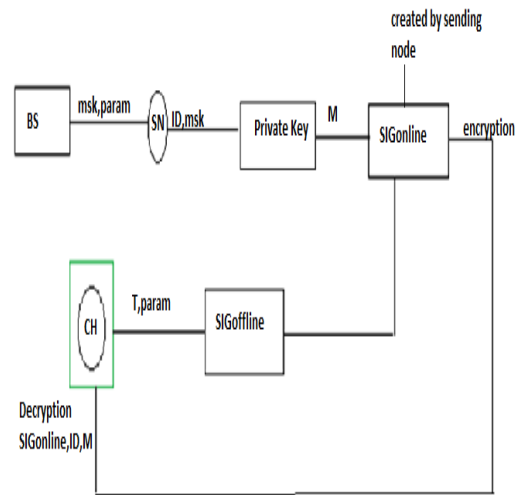 created by sending
node
BS
msk,param
SN
ID,msk
Private Key
M
SIGonline
encryption
CH
T,param
SIGoffline
Decryption
SIGonline,ID,M